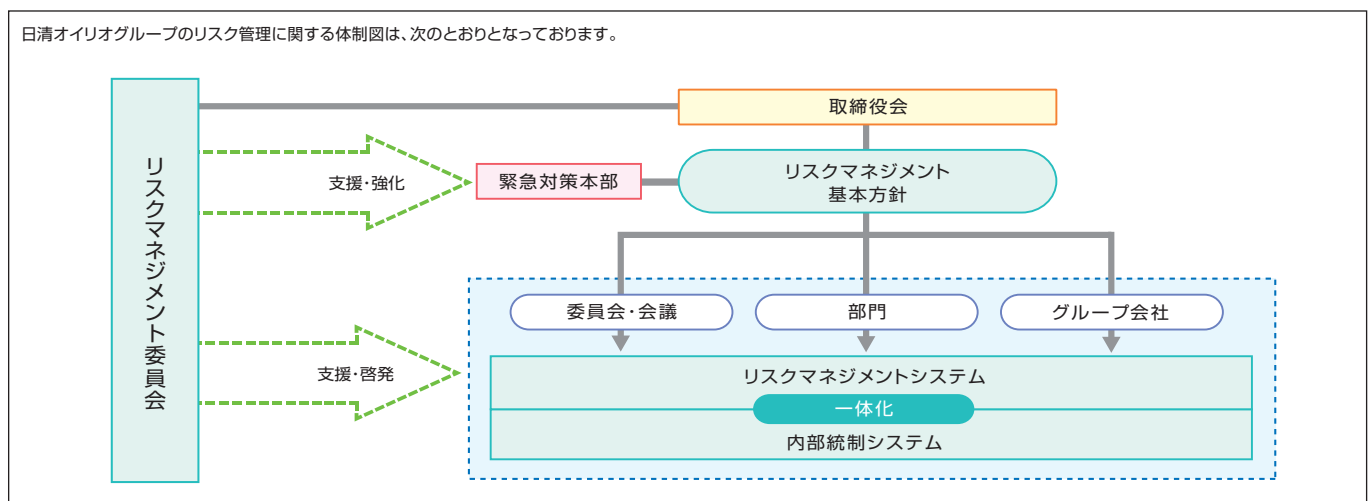 日清オイリオグループのリスク管理に関する体制図は、次のとおりとなっております。
リスクマネジメント委員会
取締役会
支援・強化
緊急対策本部
リスクマネジメント
基本方針
委員会・会議
部門
グループ会社
支援・啓発
リスクマネジメントシステム
一体化
内部統制システム